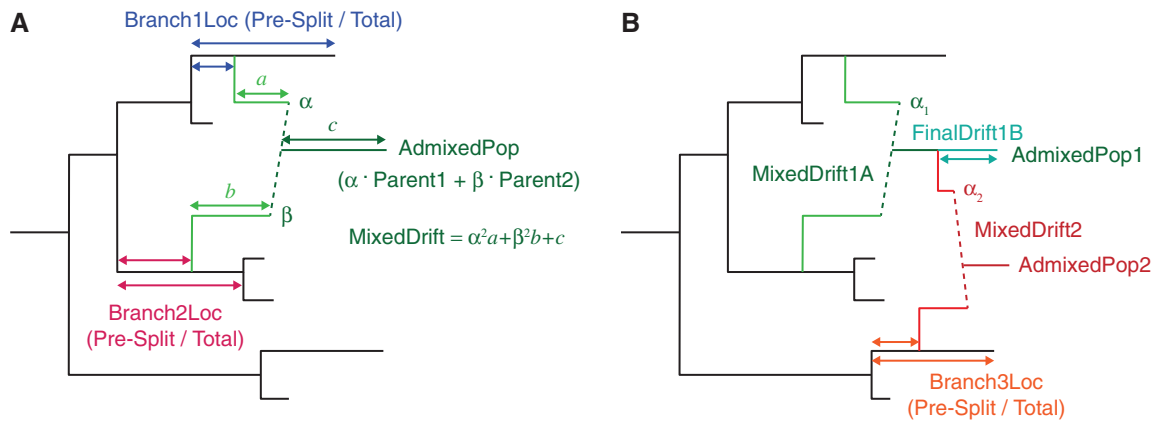 A
Branch1Loc (Pre-Split / Total)
a
α
c
AdmixedPop
(α · Parent1 + β · Parent2)
b
β
MixedDrift = α²a+β²b+c
Branch2Loc
(Pre-Split / Total)
B
α₁
FinalDrift1B
AdmixedPop1
MixedDrift1A
α₂
MixedDrift2
AdmixedPop2
Branch3Loc
(Pre-Split / Total)